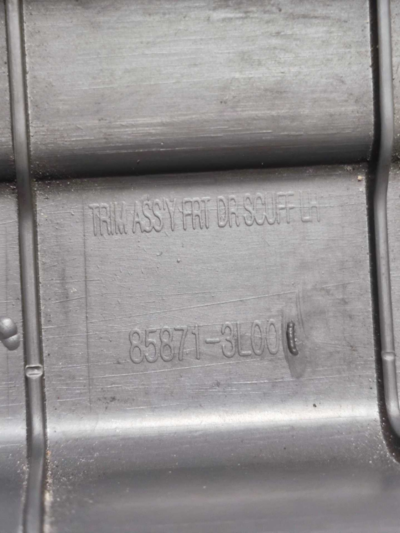 TRIM ASS'Y FRT DR SCUFF LH
85871-3L00